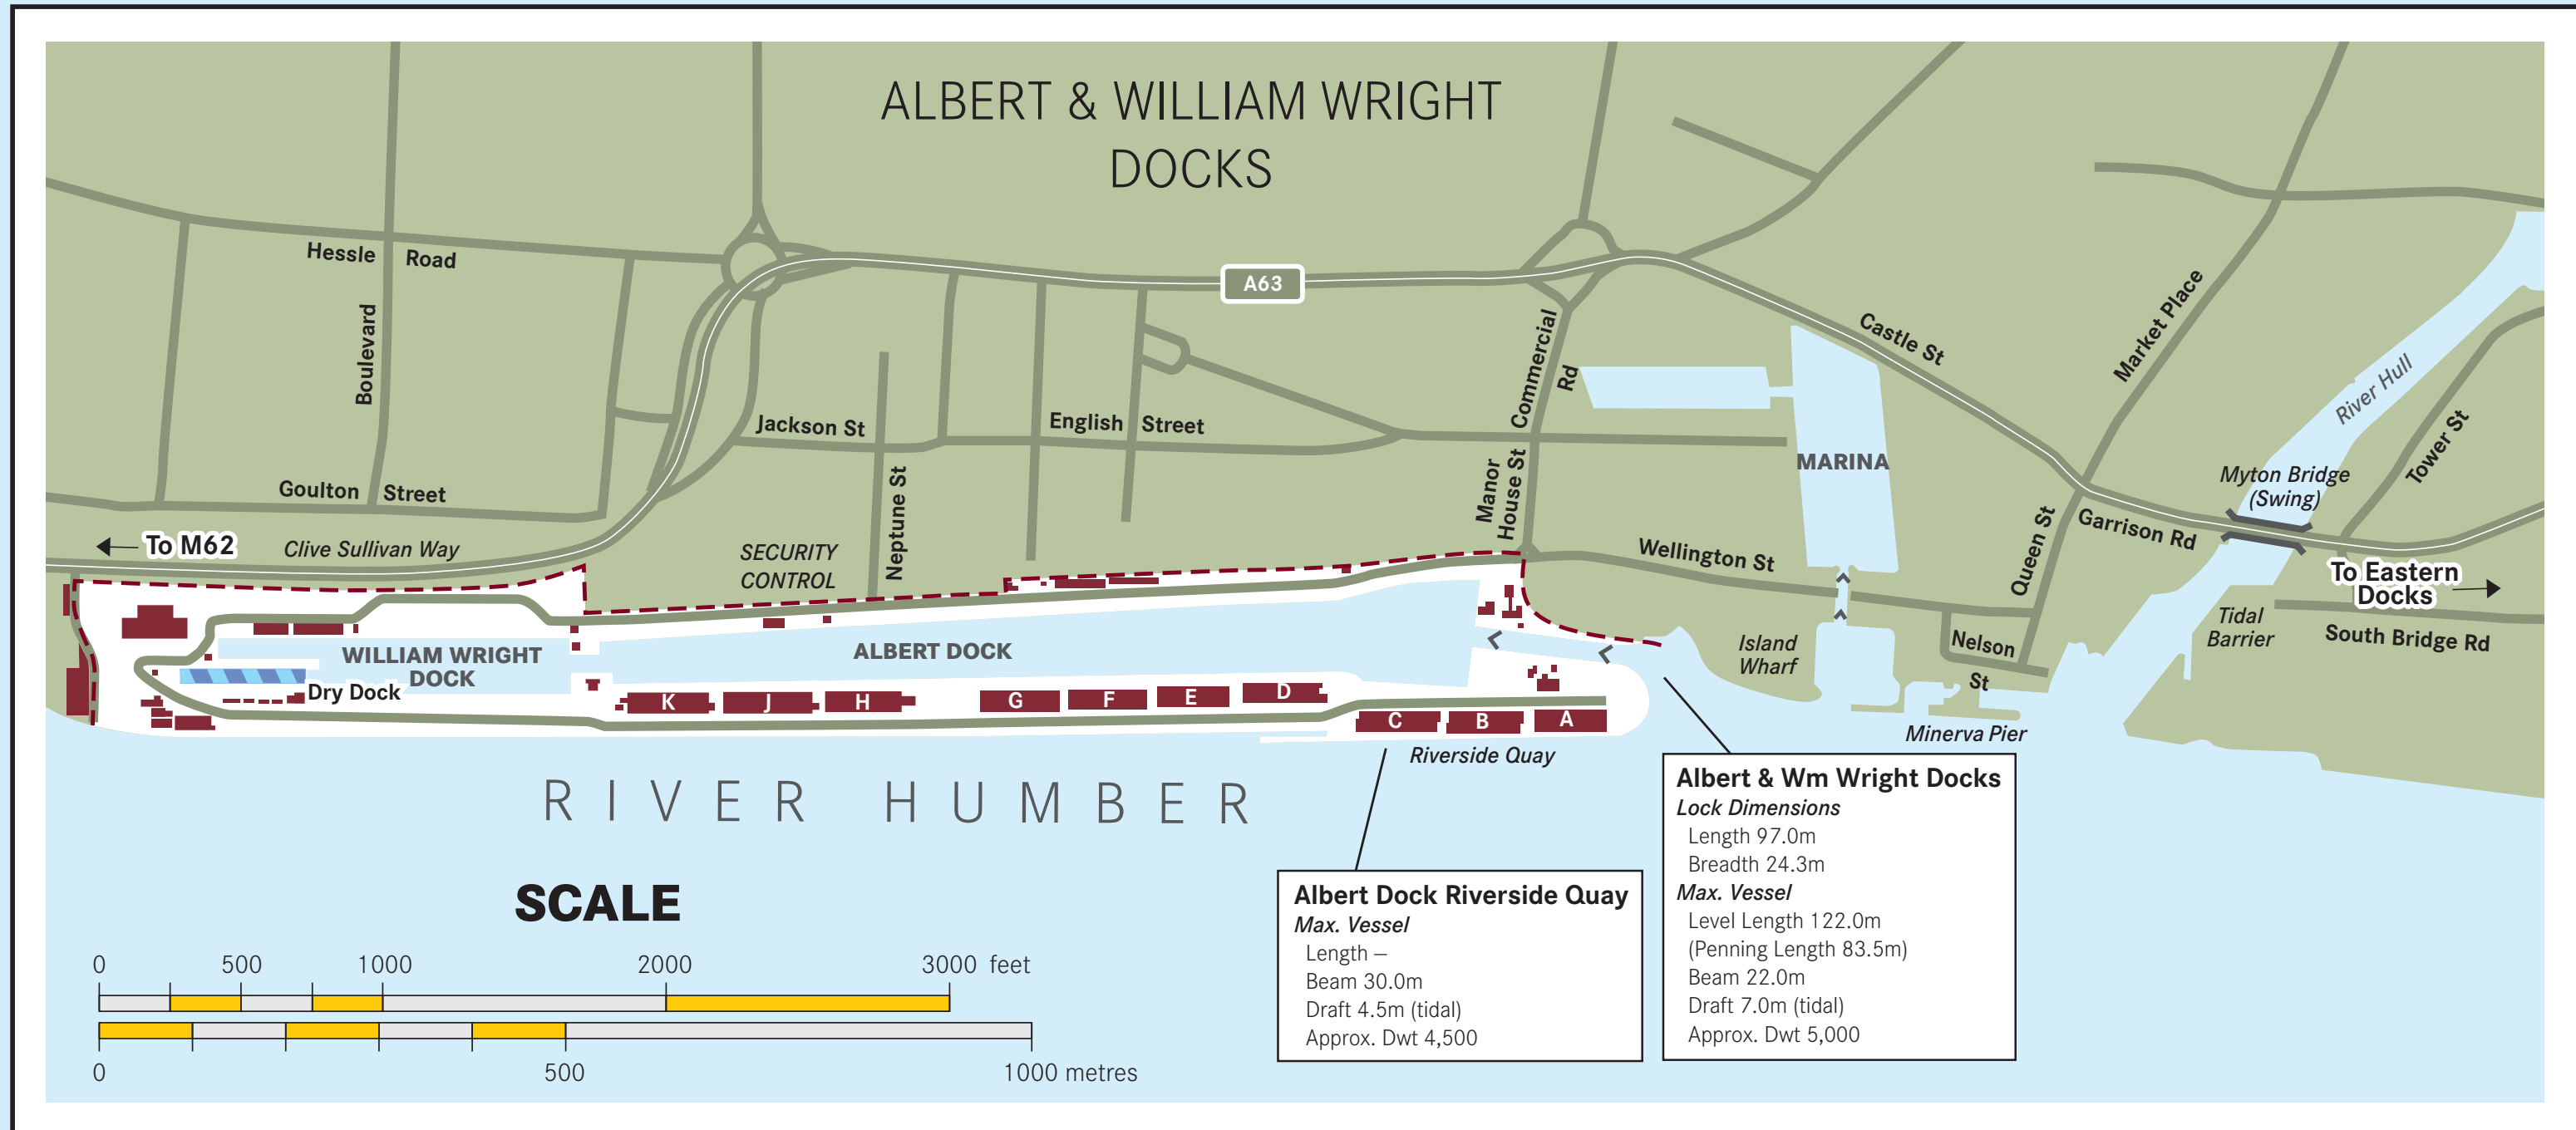 ALBERT & WILLIAM WRIGHT
DOCKS
Hessle Road
Boulevard
A63
Commercial
Rd
Castle St
Market Place
River Hull
Tower St
Jackson St
English Street
Neptune St
Manor
House St
MARINA
Goulton Street
Myton Bridge
(Swing)
To M62
Clive Sullivan Way
SECURITY
CONTROL
Wellington St
Queen St
Garrison Rd
To Eastern
Docks
WILLIAM WRIGHT
DOCK
ALBERT DOCK
Island
Wharf
Nelson
St
Tidal
Barrier
South Bridge Rd
Dry Dock
K
J
H
G
F
E
D
C
B
A
Minerva Pier
Riverside Quay
RIVER HUMBER
Albert & Wm Wright Docks
Lock Dimensions
Length 97.0m
Breadth 24.3m
Max. Vessel
Level Length 122.0m
(Penning Length 83.5m)
Beam 22.0m
Draft 7.0m (tidal)
Approx. Dwt 5,000
Albert Dock Riverside Quay
Max. Vessel
Length –
Beam 30.0m
Draft 4.5m (tidal)
Approx. Dwt 4,500
SCALE
0 500 1000 2000 3000 feet
0 500 1000 metres